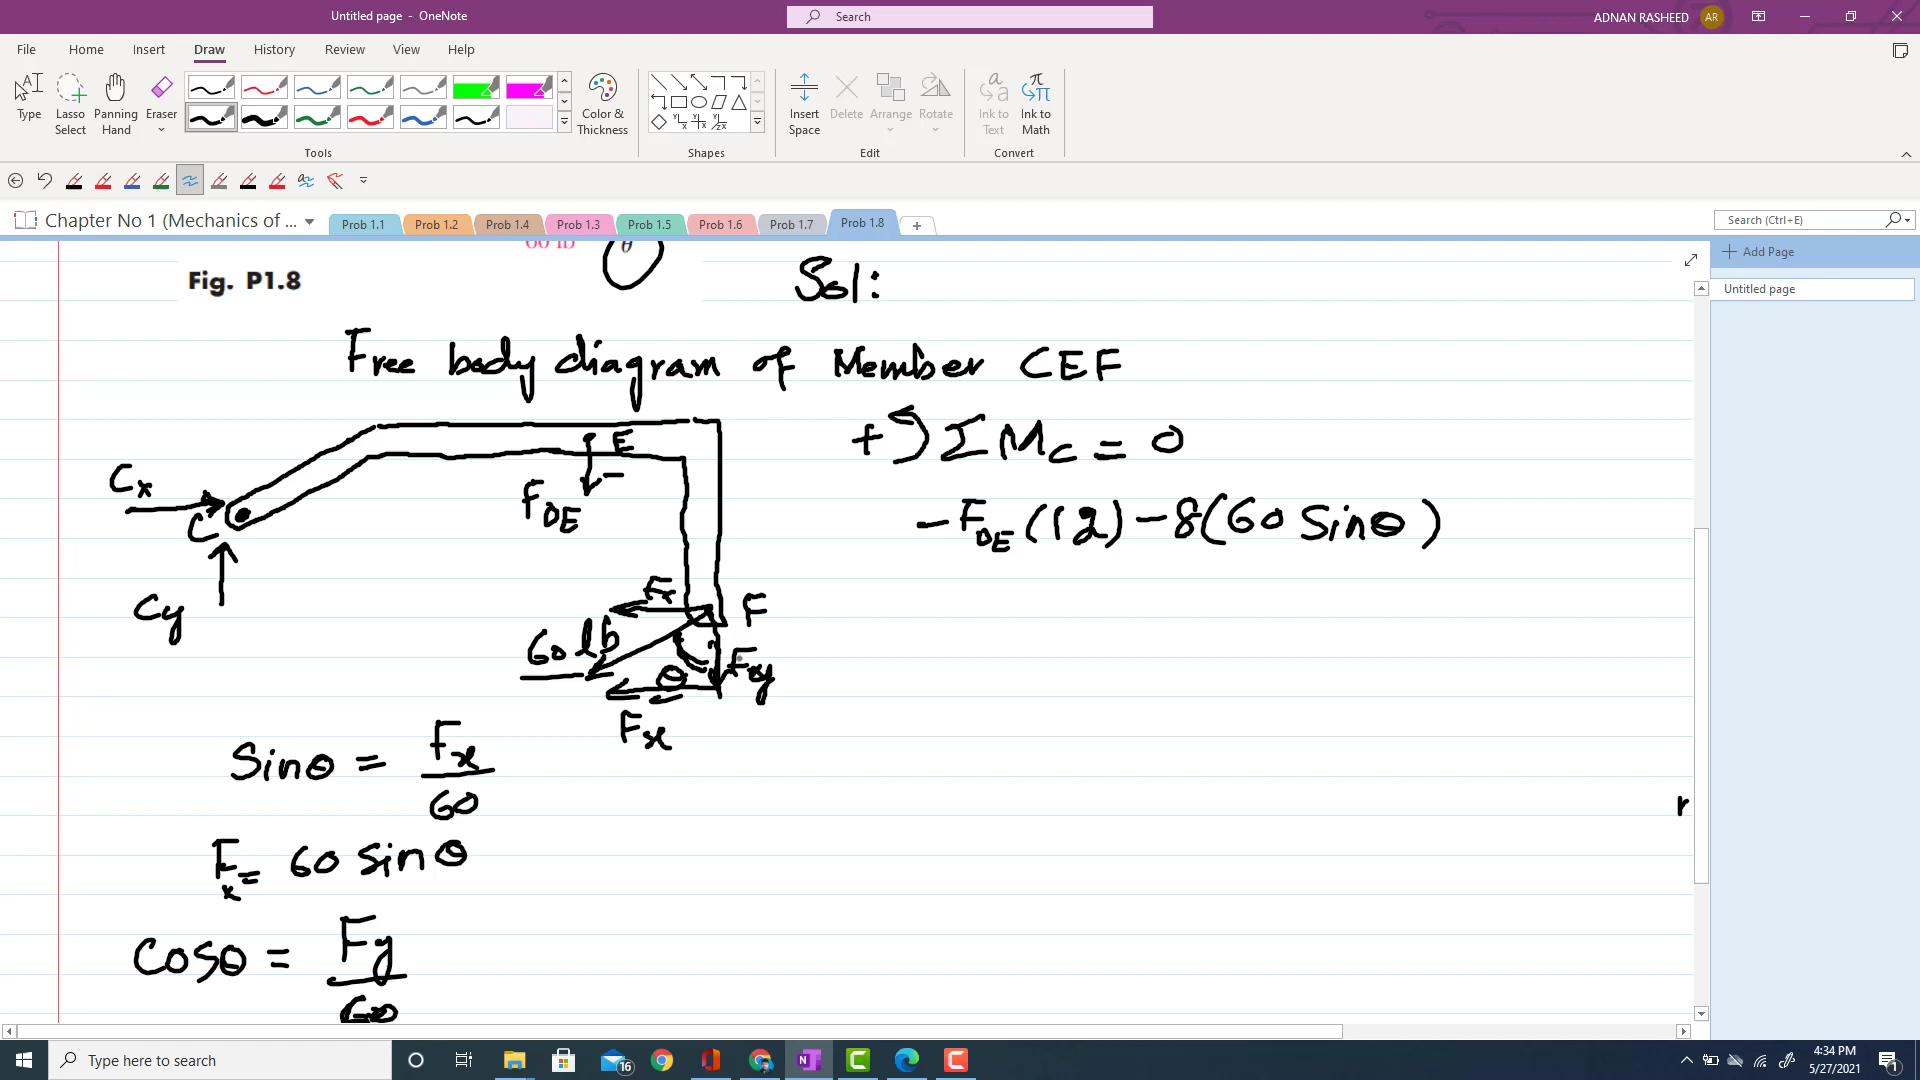 Untitled page - OneNote
Search
ADNAN RASHEED
AR
File Home Insert Draw History Review View Help
Type
Lasso Select
Panning Hand
Eraser
Color & Thickness
Insert Space
Delete
Arrange
Rotate
Ink to Text
Ink to Math
Tools
Shapes
Edit
Convert
Chapter No 1 (Mechanics of ...
Prob 1.1
Prob 1.2
Prob 1.4
Prob 1.3
Prob 1.5
Prob 1.6
Prob 1.7
Prob 1.8
Search (Ctrl+E)
Add Page
Untitled page
60 lb
θ
Fig. P1.8
Sol:
Free body diagram of Member CEF
+ Σ Mc = 0
- FDE (12) - 8(60 Sinθ )
Cx
C
Cy
E
FDE
Fx
F
60 lb
θ
Fx
Sinθ = Fx / 60
Fx = 60 sinθ
Cosθ = Fy / 60
r
Type here to search
16
4:34 PM
5/27/2021
1